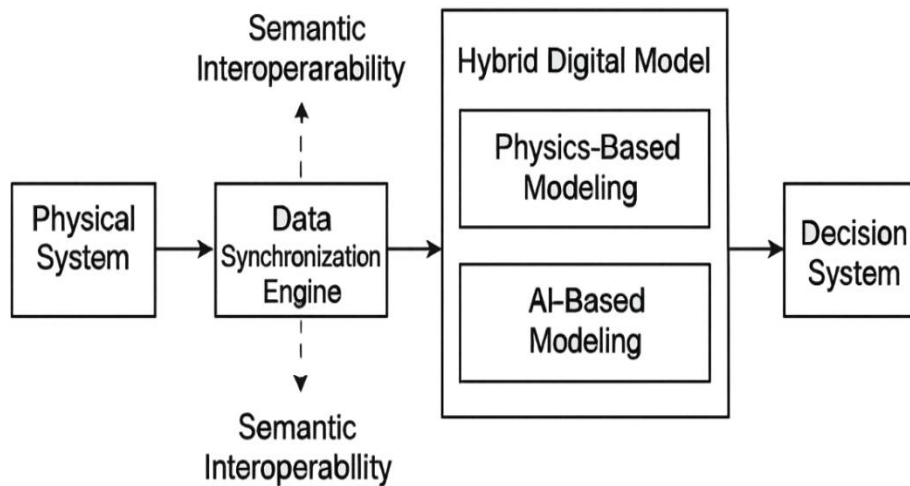 Semantic
Interoperarability
Hybrid Digital Model
Physics-Based
Modeling
Physical
System
Data
Synchronization
Engine
Decision
System
AI-Based
Modeling
Semantic
Interoperability